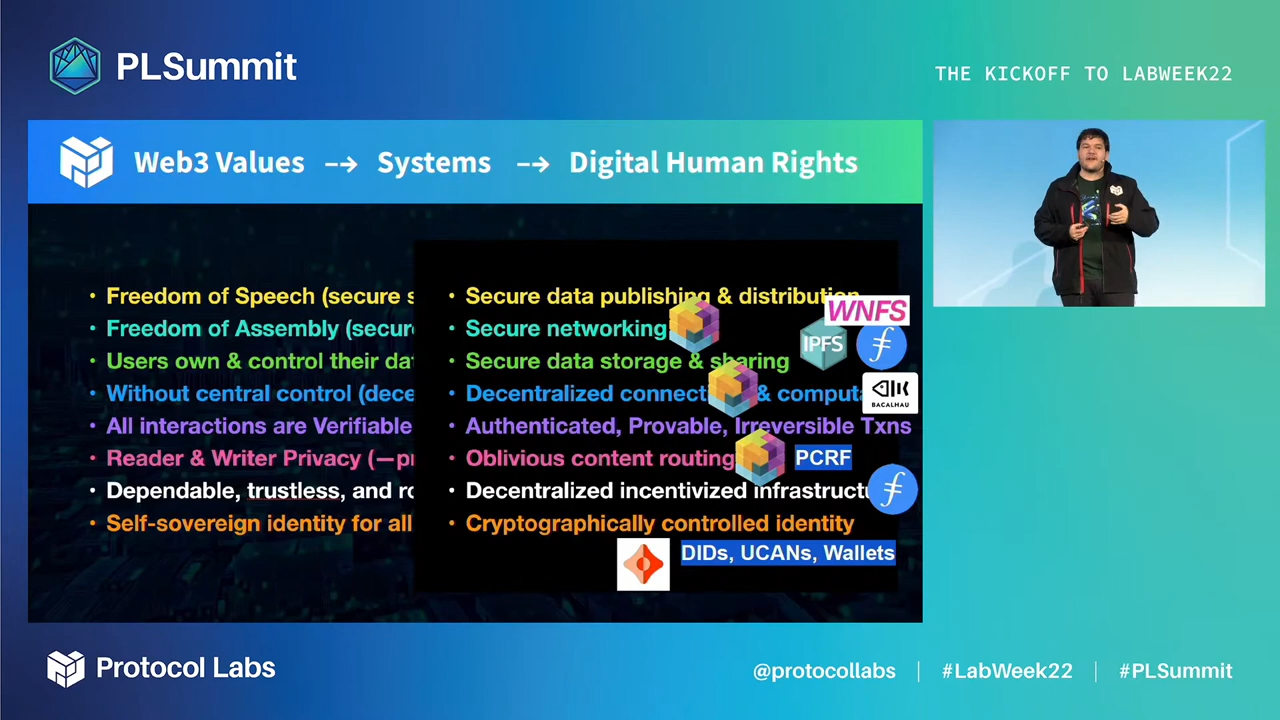 PLSummit
THE KICKOFF TO LABWEEK22
Web3 Values --> Systems --> Digital Human Rights
• Freedom of Speech (secure s
• Freedom of Assembly (secure
• Users own & control their dat
• Without central control (dece
• All interactions are Verifiable
• Reader & Writer Privacy (—pr
• Dependable, trustless, and ro
• Self-sovereign identity for all
• Secure data publishing & distribution
• Secure networking
• Secure data storage & sharing
• Decentralized connect & computa
• Authenticated, Provable, Irreversible Txns
• Oblivious content routing
• Decentralized incentivized infrastructu
• Cryptographically controlled identity
WNFS
IPFS
BACALHAU
PCRF
DIDs, UCANs, Wallets
Protocol Labs
@protocollabs | #LabWeek22 | #PLSummit